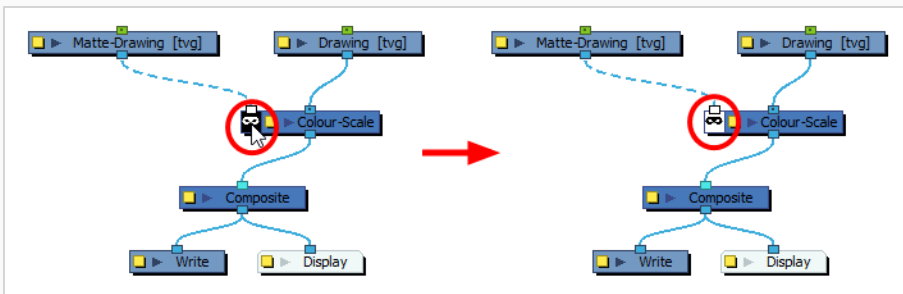 Matte-Drawing [tvg]
Drawing [tvg]
Colour-Scale
Composite
Write
Display
Matte-Drawing [tvg]
Drawing [tvg]
Colour-Scale
Composite
Write
Display